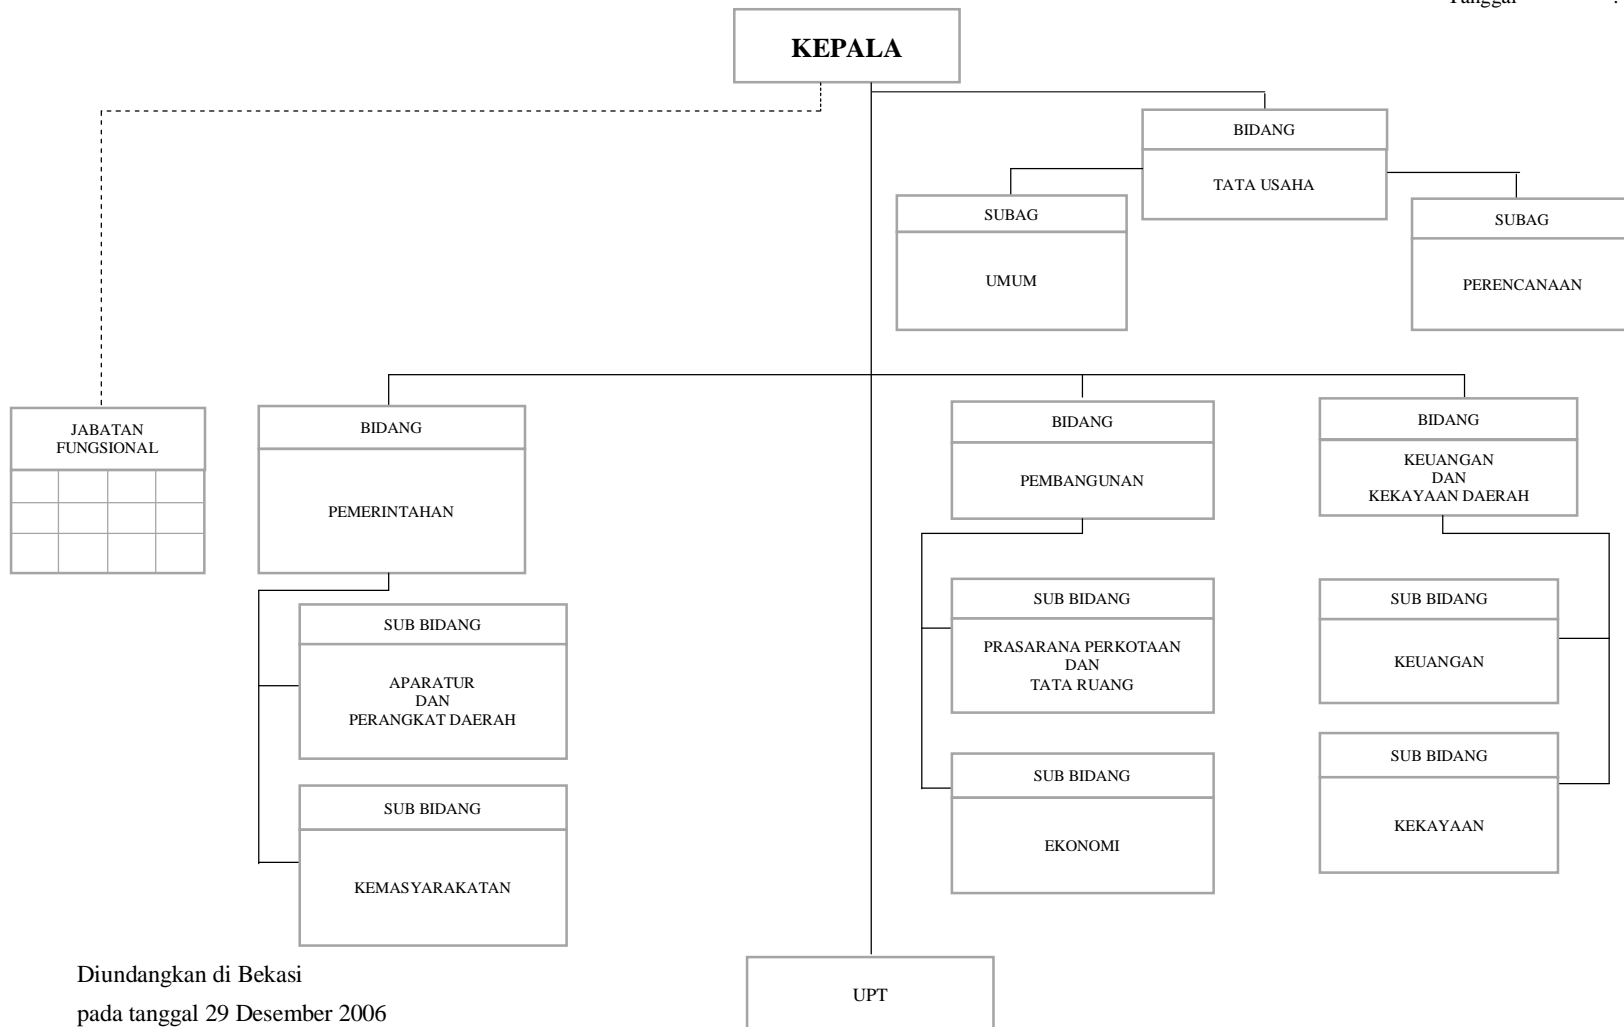 Tanggal :
KEPALA
BIDANG
TATA USAHA
SUBAG
UMUM
SUBAG
PERENCANAAN
JABATAN
FUNGSIONAL
BIDANG
PEMERINTAHAN
BIDANG
PEMBANGUNAN
BIDANG
KEUANGAN
DAN
KEKAYAAN DAERAH
SUB BIDANG
APARATUR
DAN
PERANGKAT DAERAH
SUB BIDANG
KEMASYARAKATAN
SUB BIDANG
PRASARANA PERKOTAAN
DAN
TATA RUANG
SUB BIDANG
EKONOMI
SUB BIDANG
KEUANGAN
SUB BIDANG
KEKAYAAN
Diundangkan di Bekasi
pada tanggal 29 Desember 2006
UPT